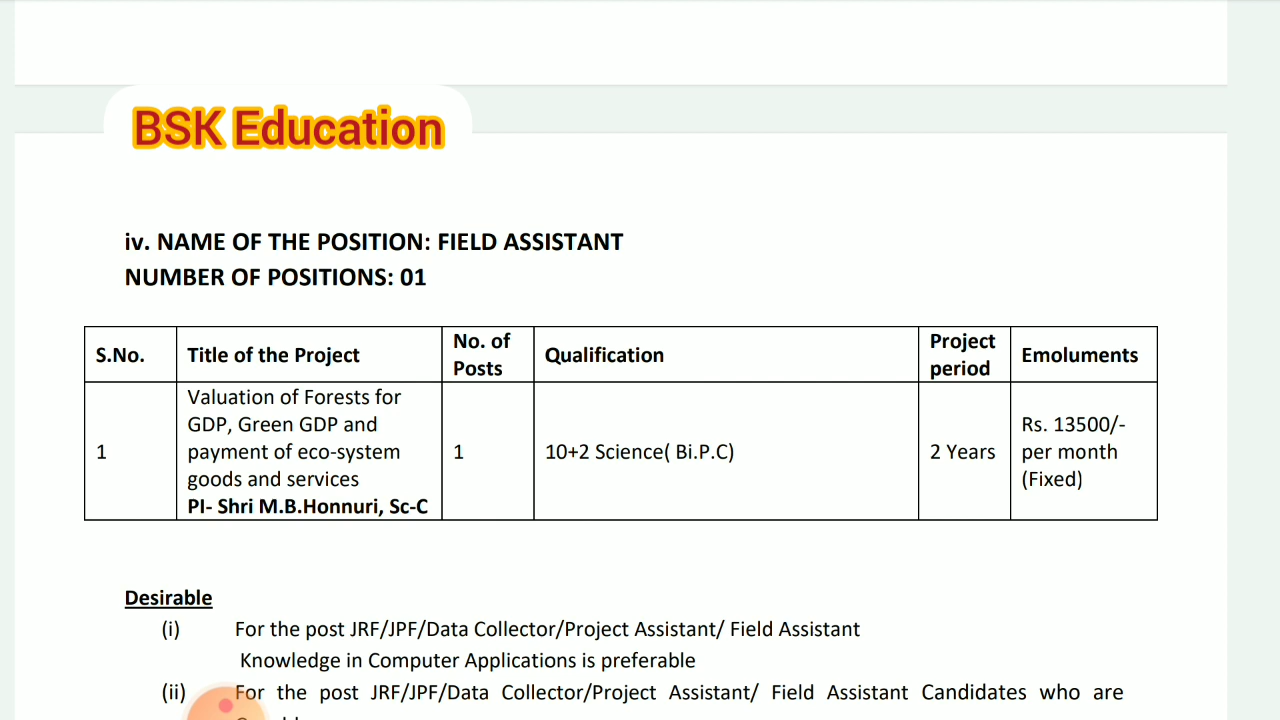 BSK Education
iv. NAME OF THE POSITION: FIELD ASSISTANT
NUMBER OF POSITIONS: 01
S.No.
Title of the Project
No. of
Posts
Qualification
Project
period
Emoluments
1
Valuation of Forests for
GDP, Green GDP and
payment of eco-system
goods and services
PI- Shri M.B.Honnuri, Sc-C
1
10+2 Science( Bi.P.C)
2 Years
Rs. 13500/-
per month
(Fixed)
Desirable
(i) For the post JRF/JPF/Data Collector/Project Assistant/ Field Assistant
Knowledge in Computer Applications is preferable
(ii) For the post JRF/JPF/Data Collector/Project Assistant/ Field Assistant Candidates who are